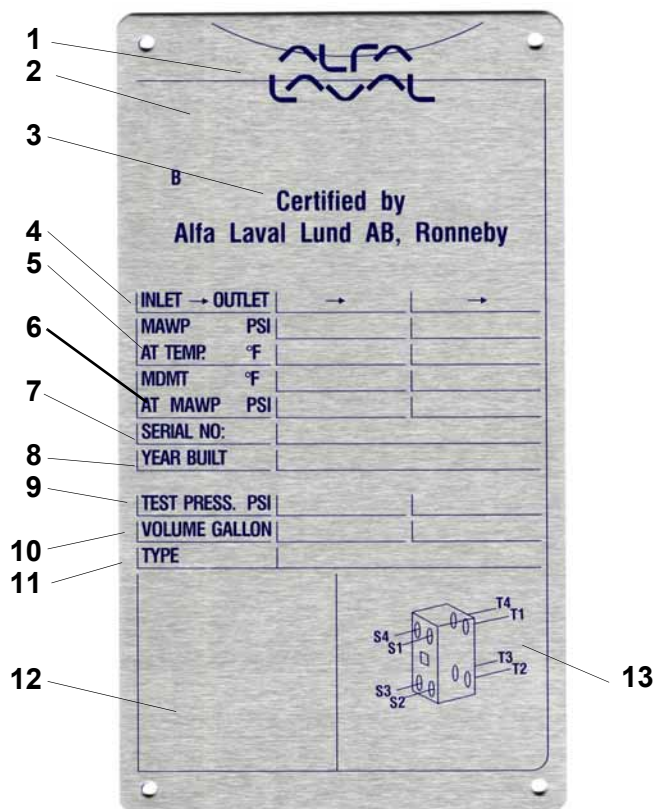 1
2
3
4
5
6
7
8
9
10
11
12
13
ALFA
LAVAL
B
Certified by
Alfa Laval Lund AB, Ronneby
INLET → OUTLET → →
MAWP PSI
AT TEMP. °F
MDMT °F
AT MAWP PSI
SERIAL NO:
YEAR BUILT
TEST PRESS. PSI
VOLUME GALLON
TYPE
S4 T4
S1 T1
S3 T3
S2 T2